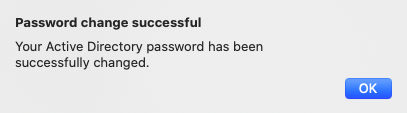 Password change successful
Your Active Directory password has been
successfully changed.
OK